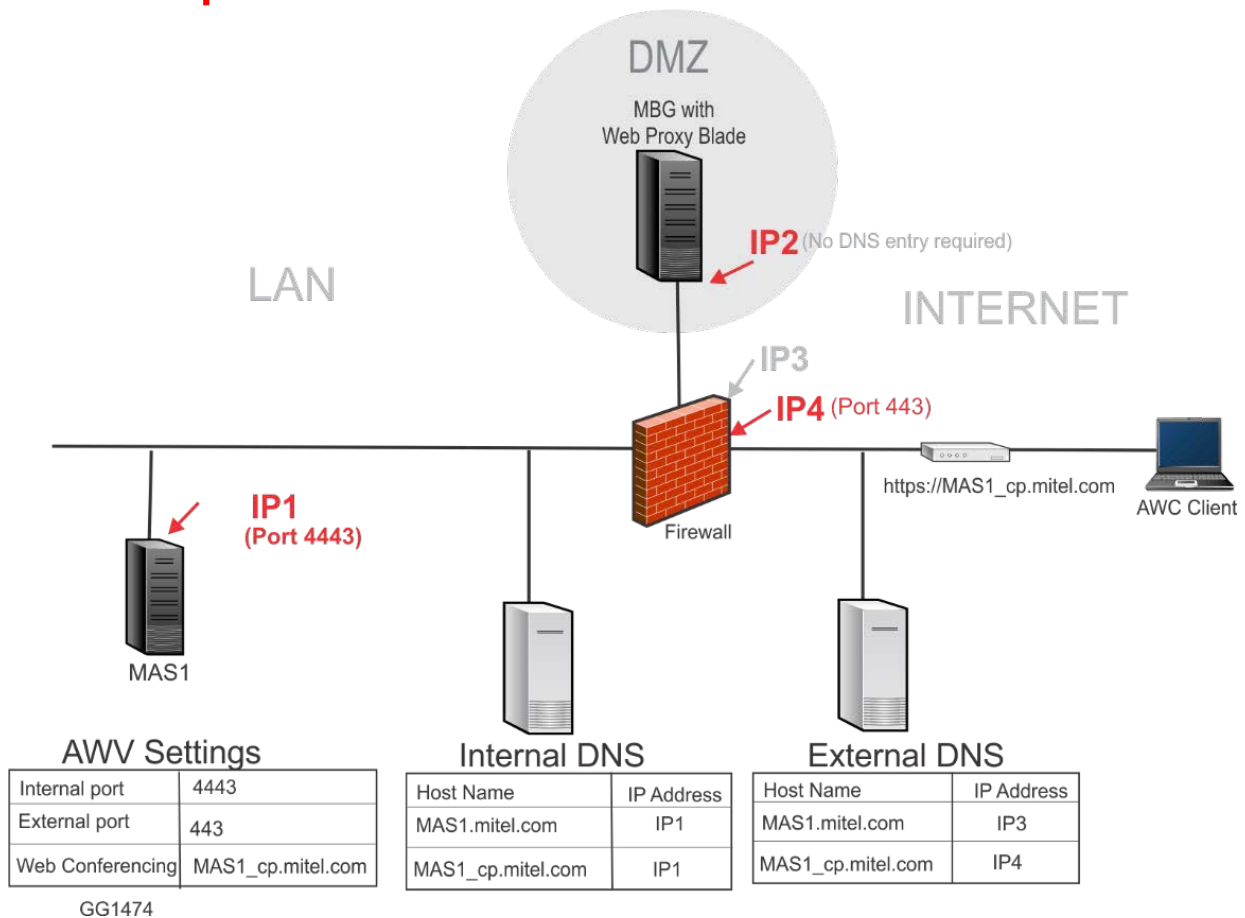 DMZ
MBG with
Web Proxy Blade
IP2 (No DNS entry required)
LAN
INTERNET
IP3
IP4 (Port 443)
https://MAS1_cp.mitel.com
AWC Client
IP1
(Port 4443)
Firewall
MAS1
AWV Settings
Internal port 4443
External port 443
Web Conferencing MAS1_cp.mitel.com
Internal DNS
Host Name IP Address
MAS1.mitel.com IP1
MAS1_cp.mitel.com IP1
External DNS
Host Name IP Address
MAS1.mitel.com IP3
MAS1_cp.mitel.com IP4
GG1474